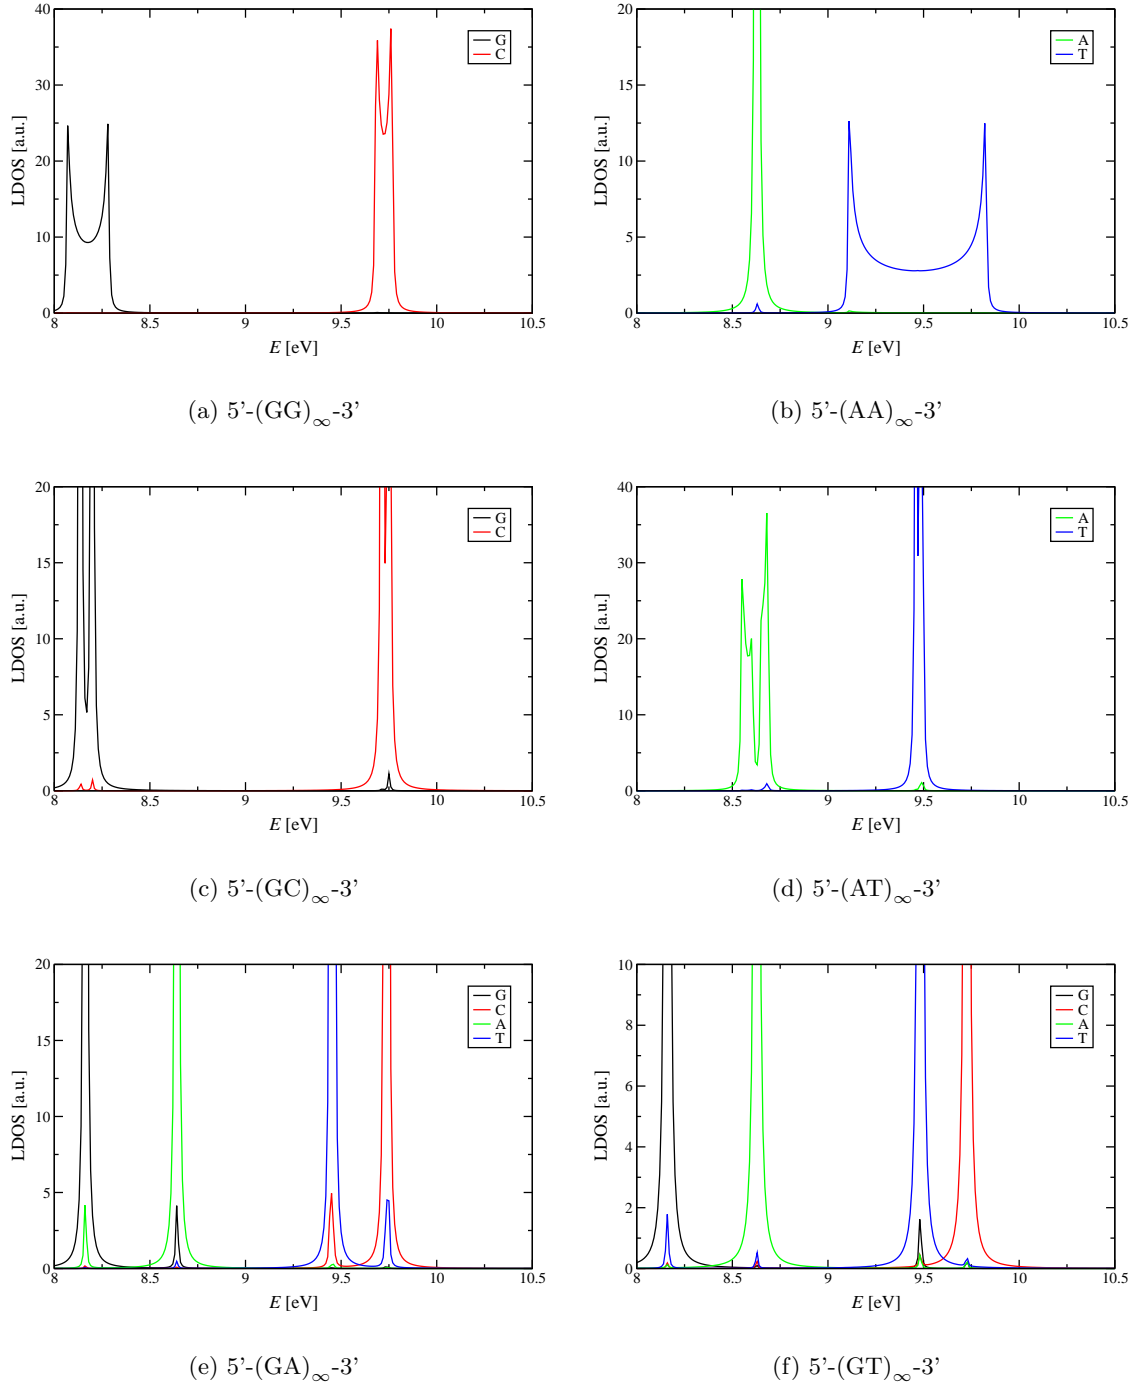 40
30
20
10
0
LDOS [a.u.]
G
C
8 8.5 9 9.5 10 10.5
E [eV]
(a) 5'-(GG)∞-3'
20
15
10
5
0
LDOS [a.u.]
A
T
8 8.5 9 9.5 10 10.5
E [eV]
(b) 5'-(AA)∞-3'
20
15
10
5
0
LDOS [a.u.]
G
C
8 8.5 9 9.5 10 10.5
E [eV]
(c) 5'-(GC)∞-3'
40
30
20
10
0
LDOS [a.u.]
A
T
8 8.5 9 9.5 10 10.5
E [eV]
(d) 5'-(AT)∞-3'
20
15
10
5
0
LDOS [a.u.]
G
C
A
T
8 8.5 9 9.5 10 10.5
E [eV]
(e) 5'-(GA)∞-3'
10
8
6
4
2
0
LDOS [a.u.]
G
C
A
T
8 8.5 9 9.5 10 10.5
E [eV]
(f) 5'-(GT)∞-3'